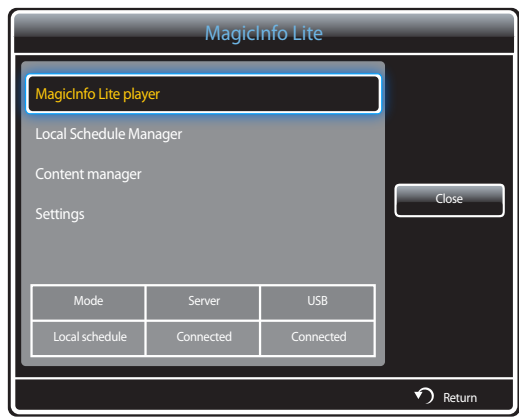 MagicInfo Lite
MagicInfo Lite player
Local Schedule Manager
Content manager
Settings
Close
Mode Server USB
Local schedule Connected Connected
Return